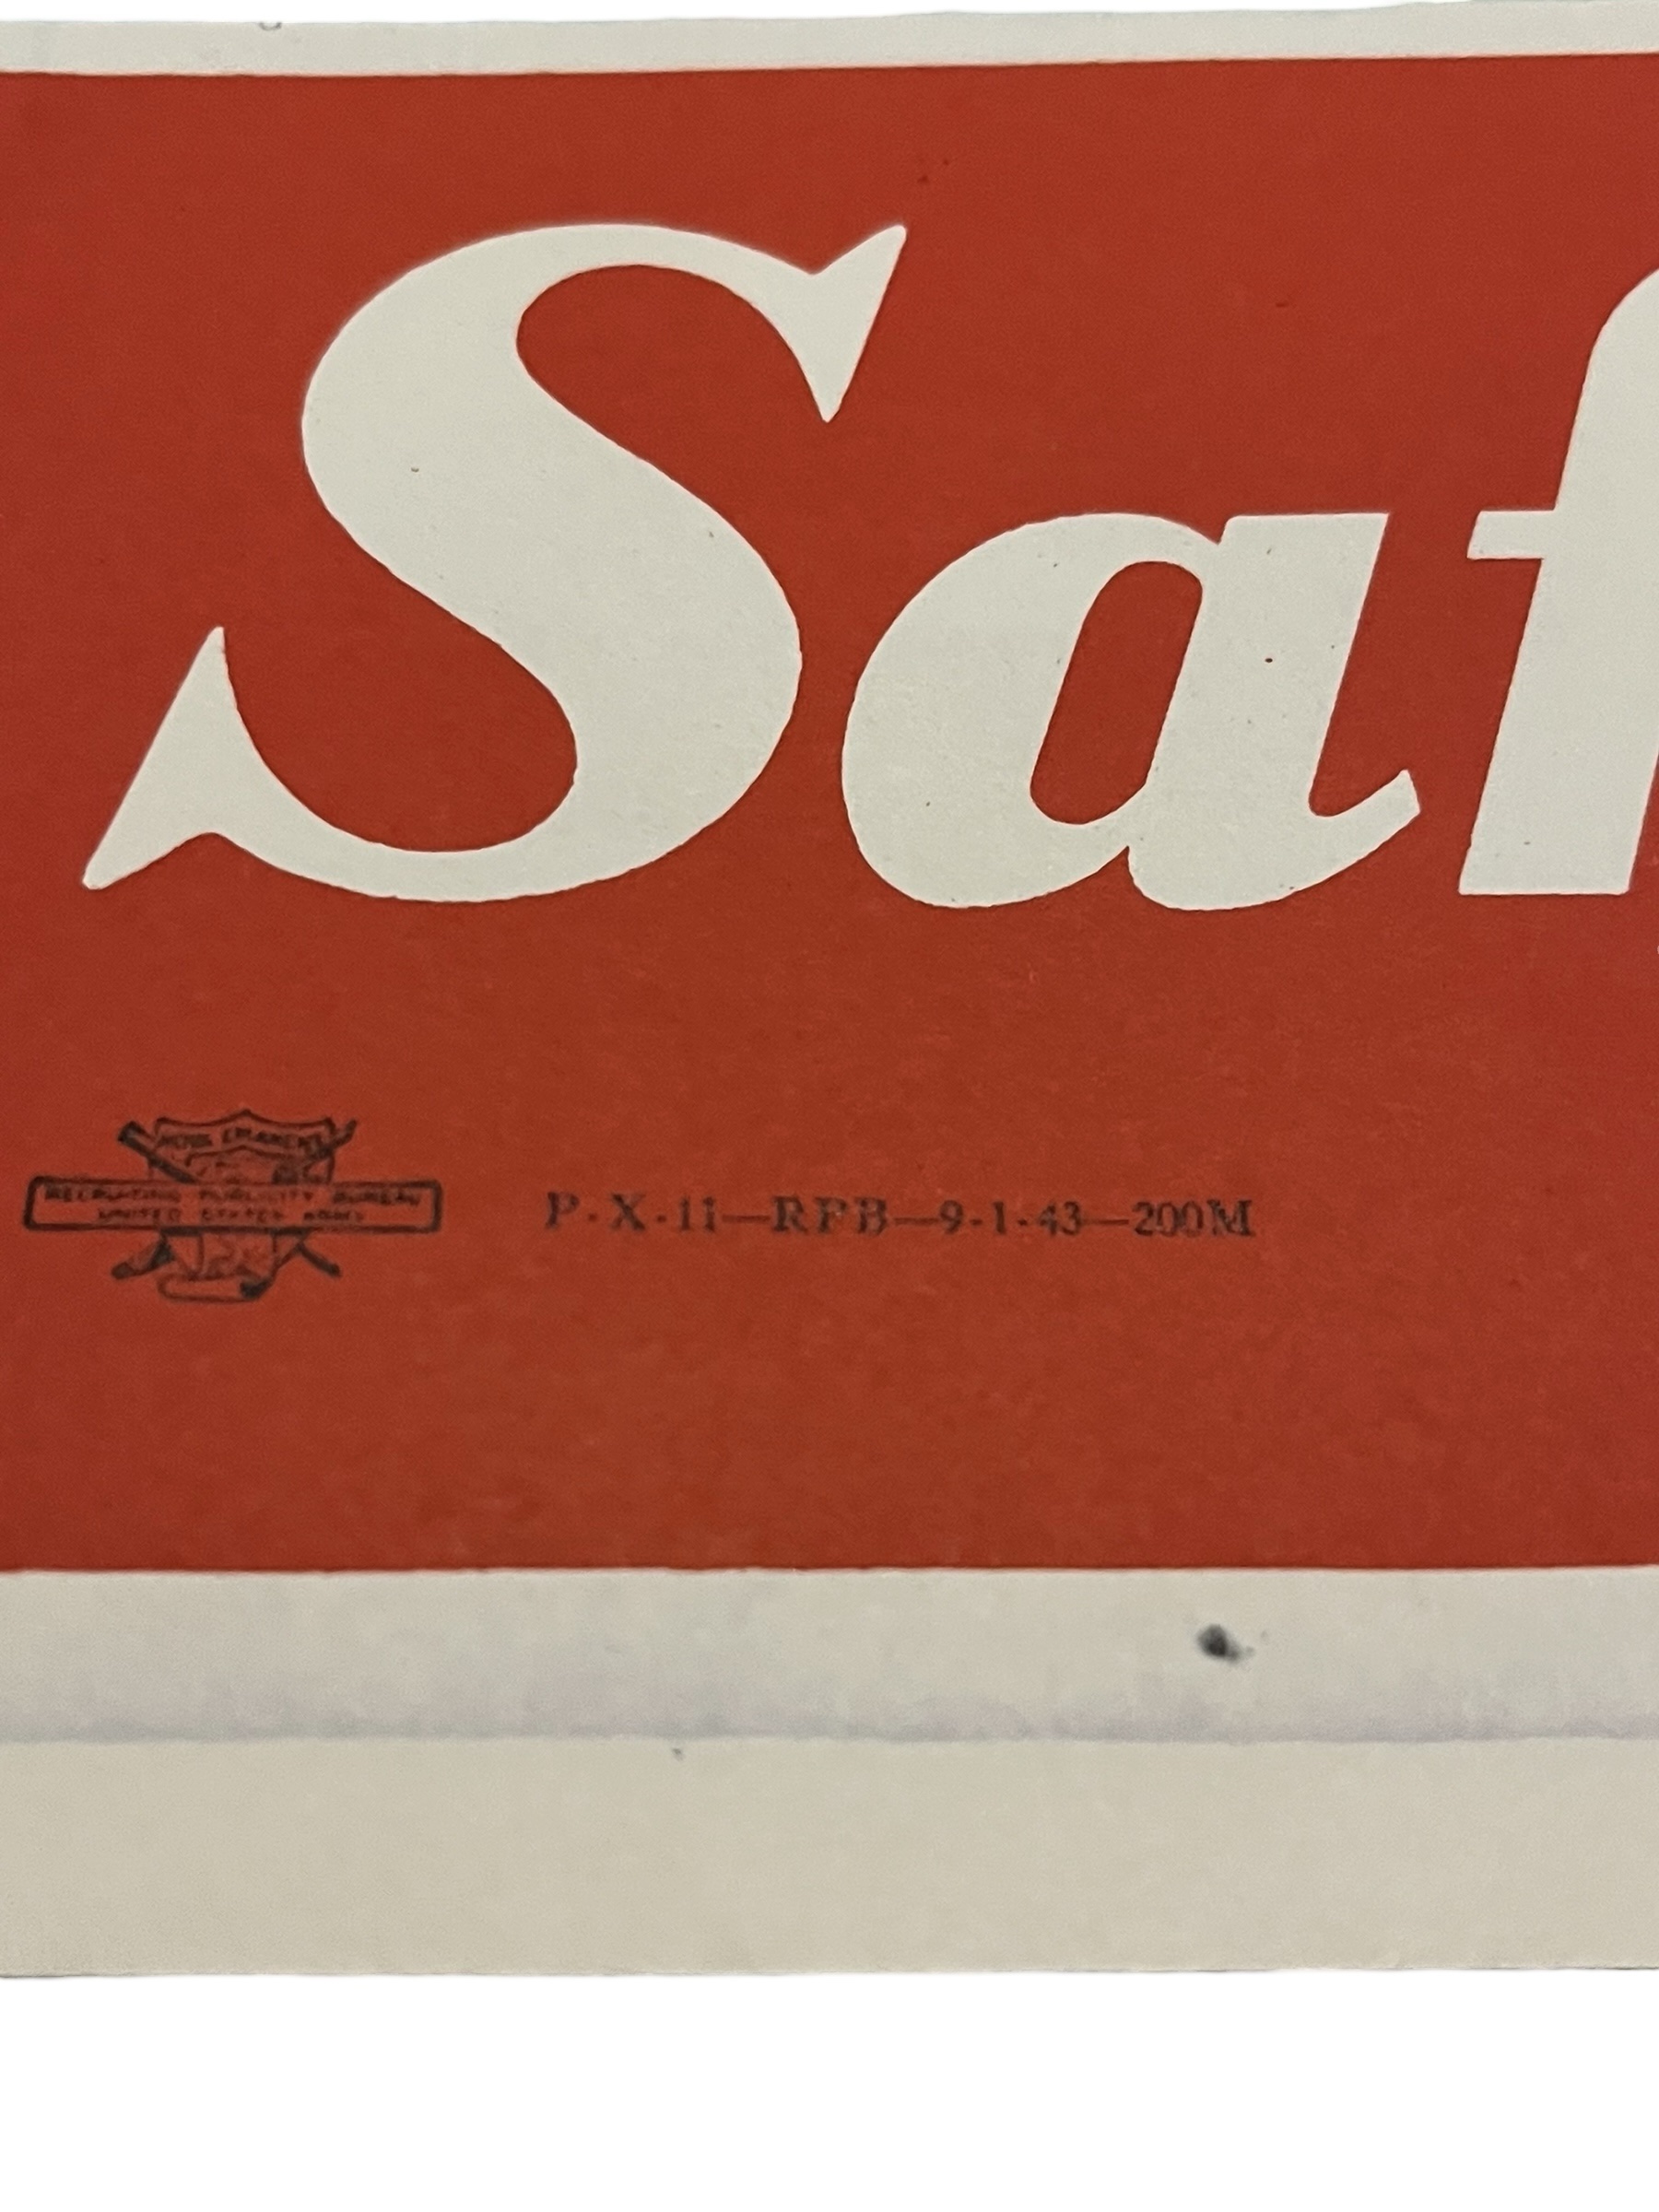 Saf
RECRUITING PUBLICITY BUREAU
UNITED STATES ARMY
P-X-11—RPB—9-1-43—200M